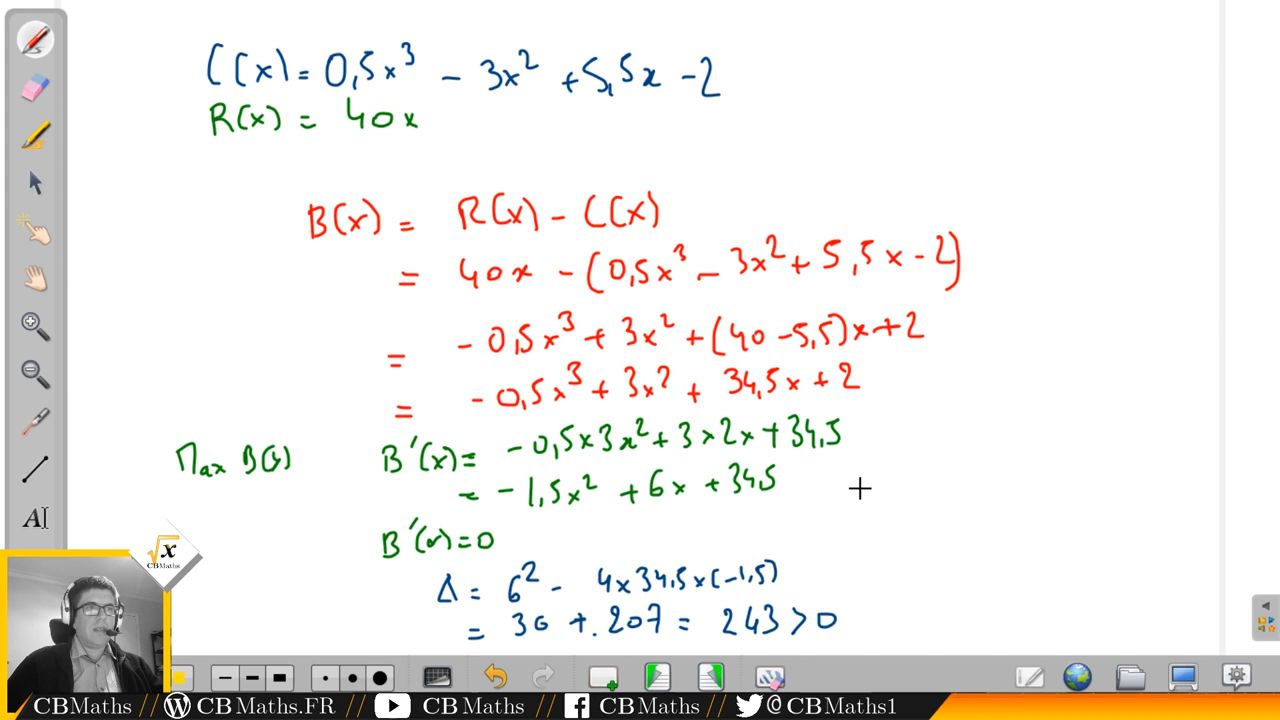 C(x) = 0,5x³ - 3x² + 5,5x - 2
R(x) = 40x
B(x) = R(x) - C(x)
= 40x - (0,5x³ - 3x² + 5,5x - 2)
= - 0,5x³ + 3x² + (40 - 5,5)x + 2
= - 0,5x³ + 3x² + 34,5x + 2
Max B(x) B'(x) = - 0,5 × 3x² + 3 × 2x + 34,5
= - 1,5x² + 6x + 34,5
B'(x) = 0
Δ = 6² - 4 × 34,5 × (-1,5)
= 36 + 207 = 243 > 0
AI
√x
CBMaths
CBMaths CBMaths.FR CBMaths CBMaths @CBMaths1